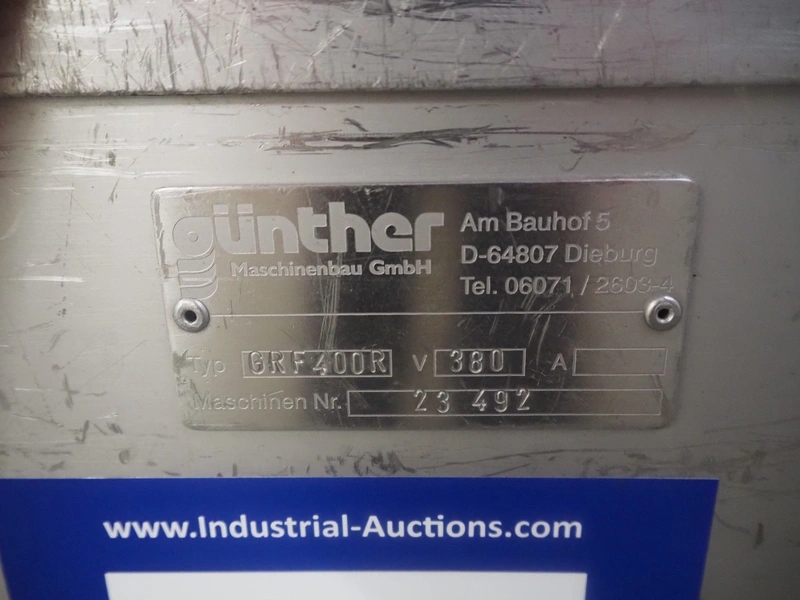 günther
Maschinenbau GmbH
Am Bauhof 5
D-64807 Dieburg
Tel. 06071 / 2603-4
Typ GRF400R V 380 A
Maschinen Nr. 23 492
www.Industrial-Auctions.com